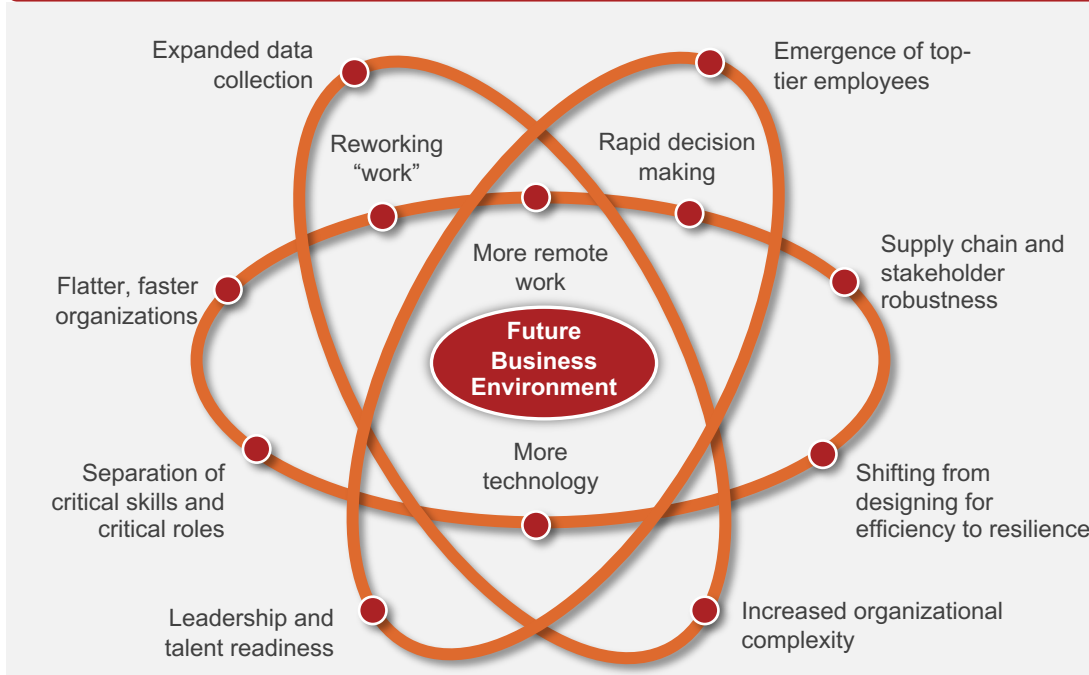 Expanded data
collection
Emergence of top-
tier employees
Reworking
“work”
Rapid decision
making
More remote
work
Flatter, faster
organizations
Supply chain and
stakeholder
robustness
Future
Business
Environment
More
technology
Separation of
critical skills and
critical roles
Shifting from
designing for
efficiency to resilience
Leadership and
talent readiness
Increased organizational
complexity